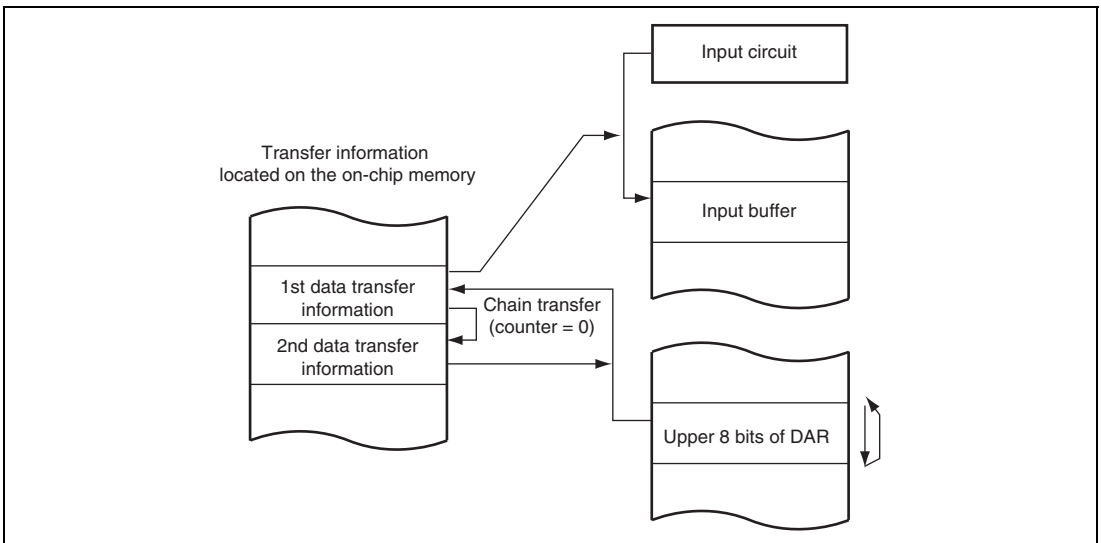 Input circuit
Transfer information
located on the on-chip memory
Input buffer
1st data transfer
information
Chain transfer
(counter = 0)
2nd data transfer
information
Upper 8 bits of DAR